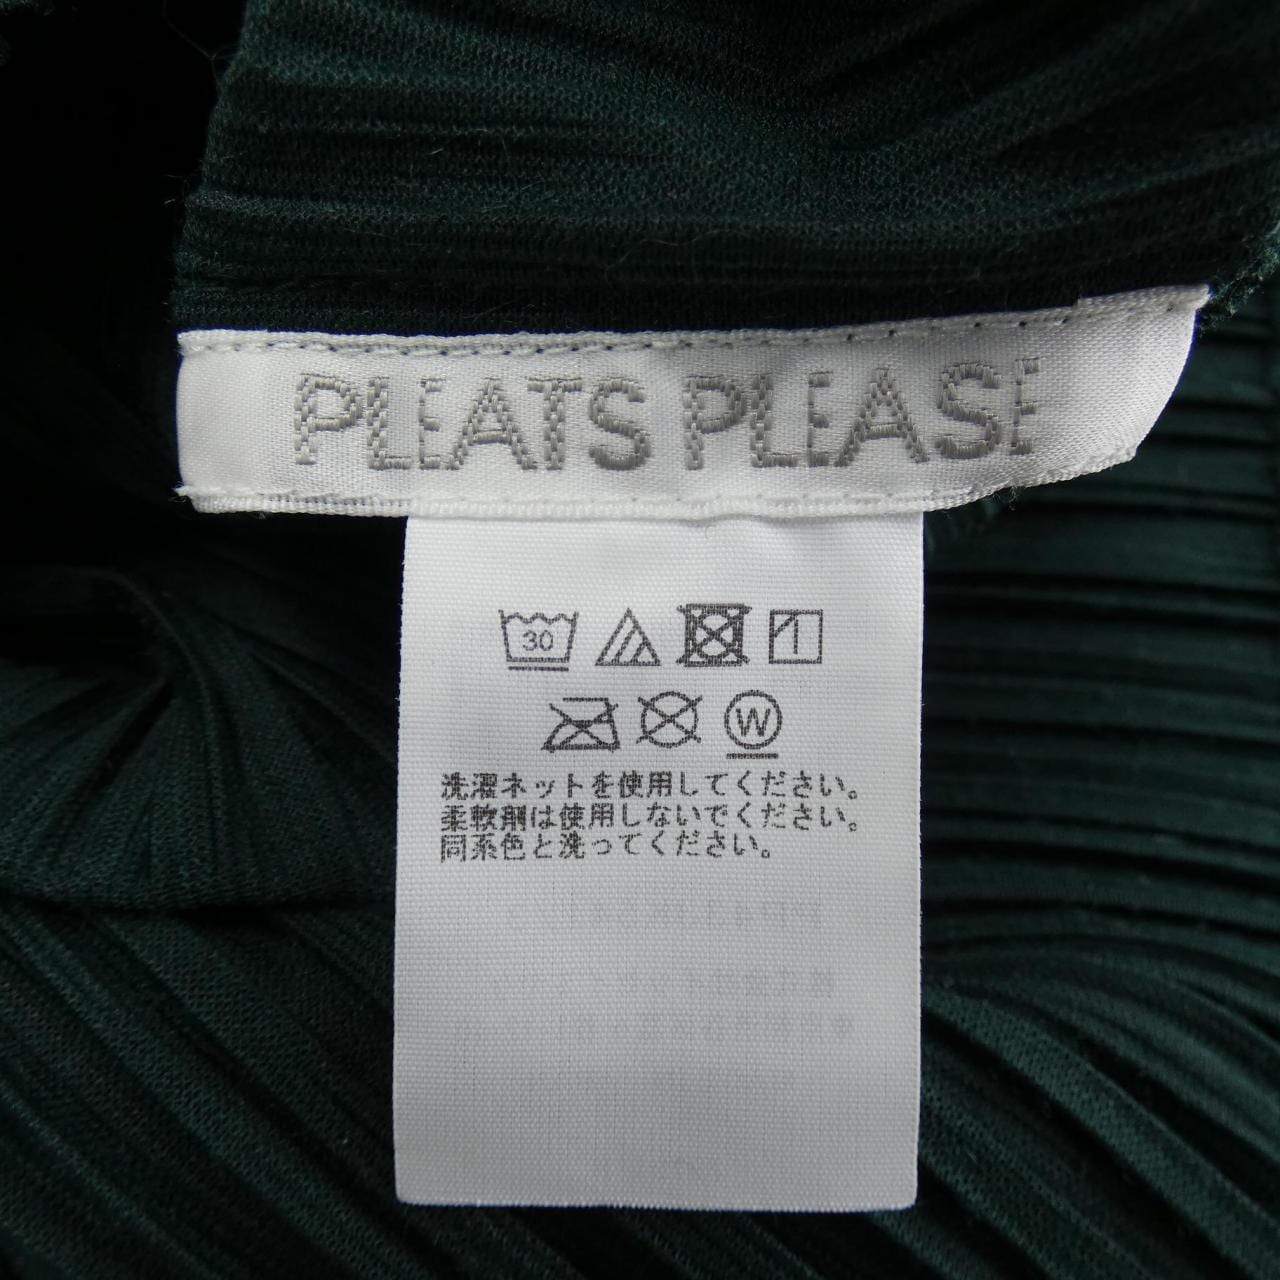 PLEATS PLEASE
30
W
洗濯ネットを使用してください。
柔軟剤は使用しないでください。
同系色と洗ってください。